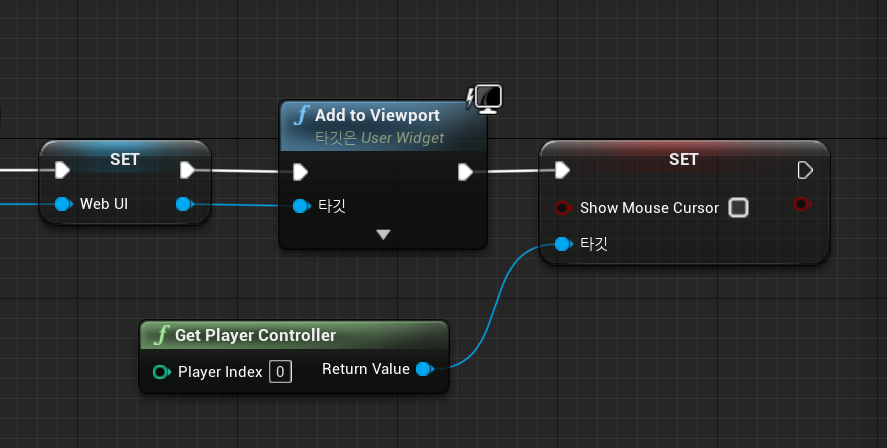 SET
Web UI
f Add to Viewport
타깃은 User Widget
타깃
SET
Show Mouse Cursor
타깃
f Get Player Controller
Player Index 0
Return Value